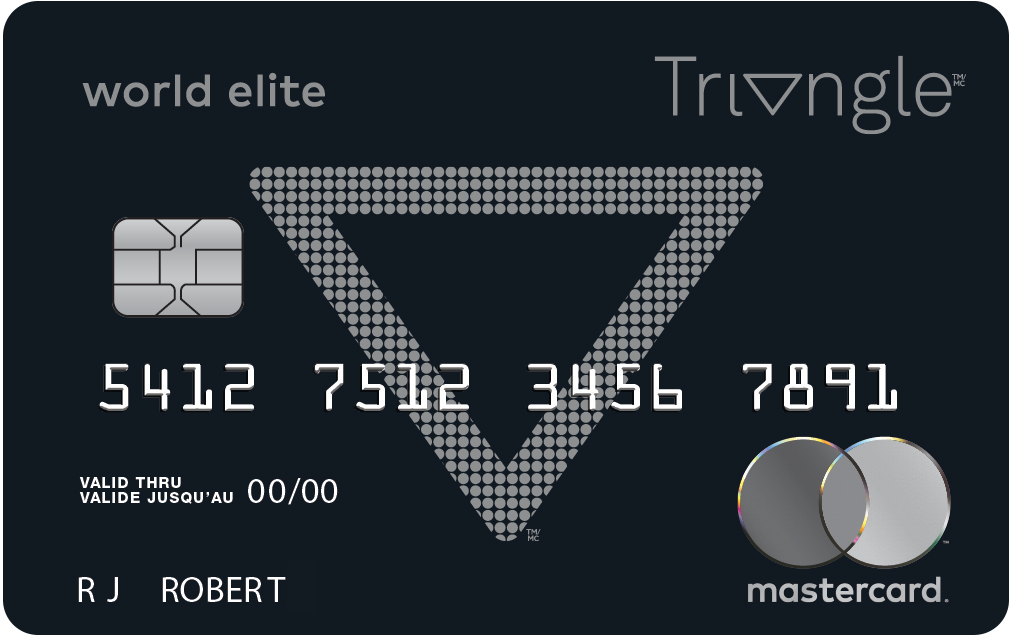 world elite
Triangle TM/MC
5412 7512 3456 7891
TM/MC
VALID THRU
VALIDE JUSQU'AU 00/00
R J ROBERT
mastercard.